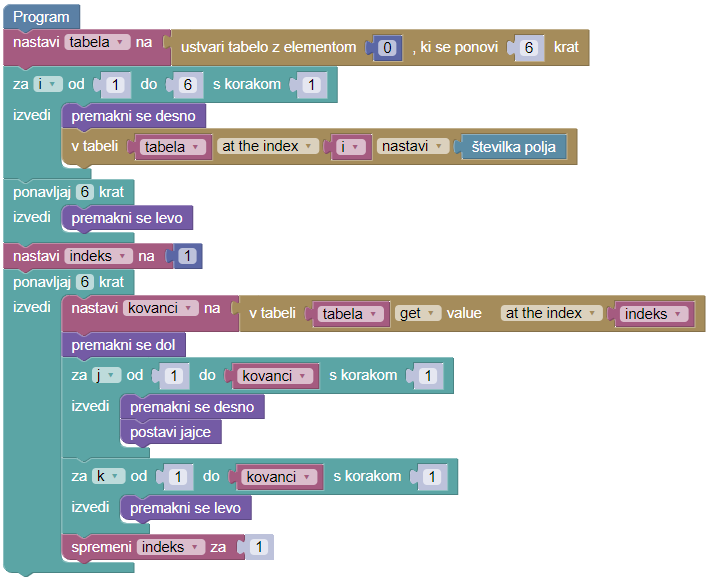 Program
nastavi tabela na ustvari tabelo z elementom 0 , ki se ponovi 6 krat
za i od 1 do 6 s korakom 1
izvedi premakni se desno
v tabeli tabela at the index i nastavi številka polja
ponavljaj 6 krat
izvedi premakni se levo
nastavi indeks na 1
ponavljaj 6 krat
izvedi nastavi kovanci na v tabeli tabela get value at the index indeks
premakni se dol
za j od 1 do kovanci s korakom 1
izvedi premakni se desno
postavi jajce
za k od 1 do kovanci s korakom 1
izvedi premakni se levo
spremeni indeks za 1